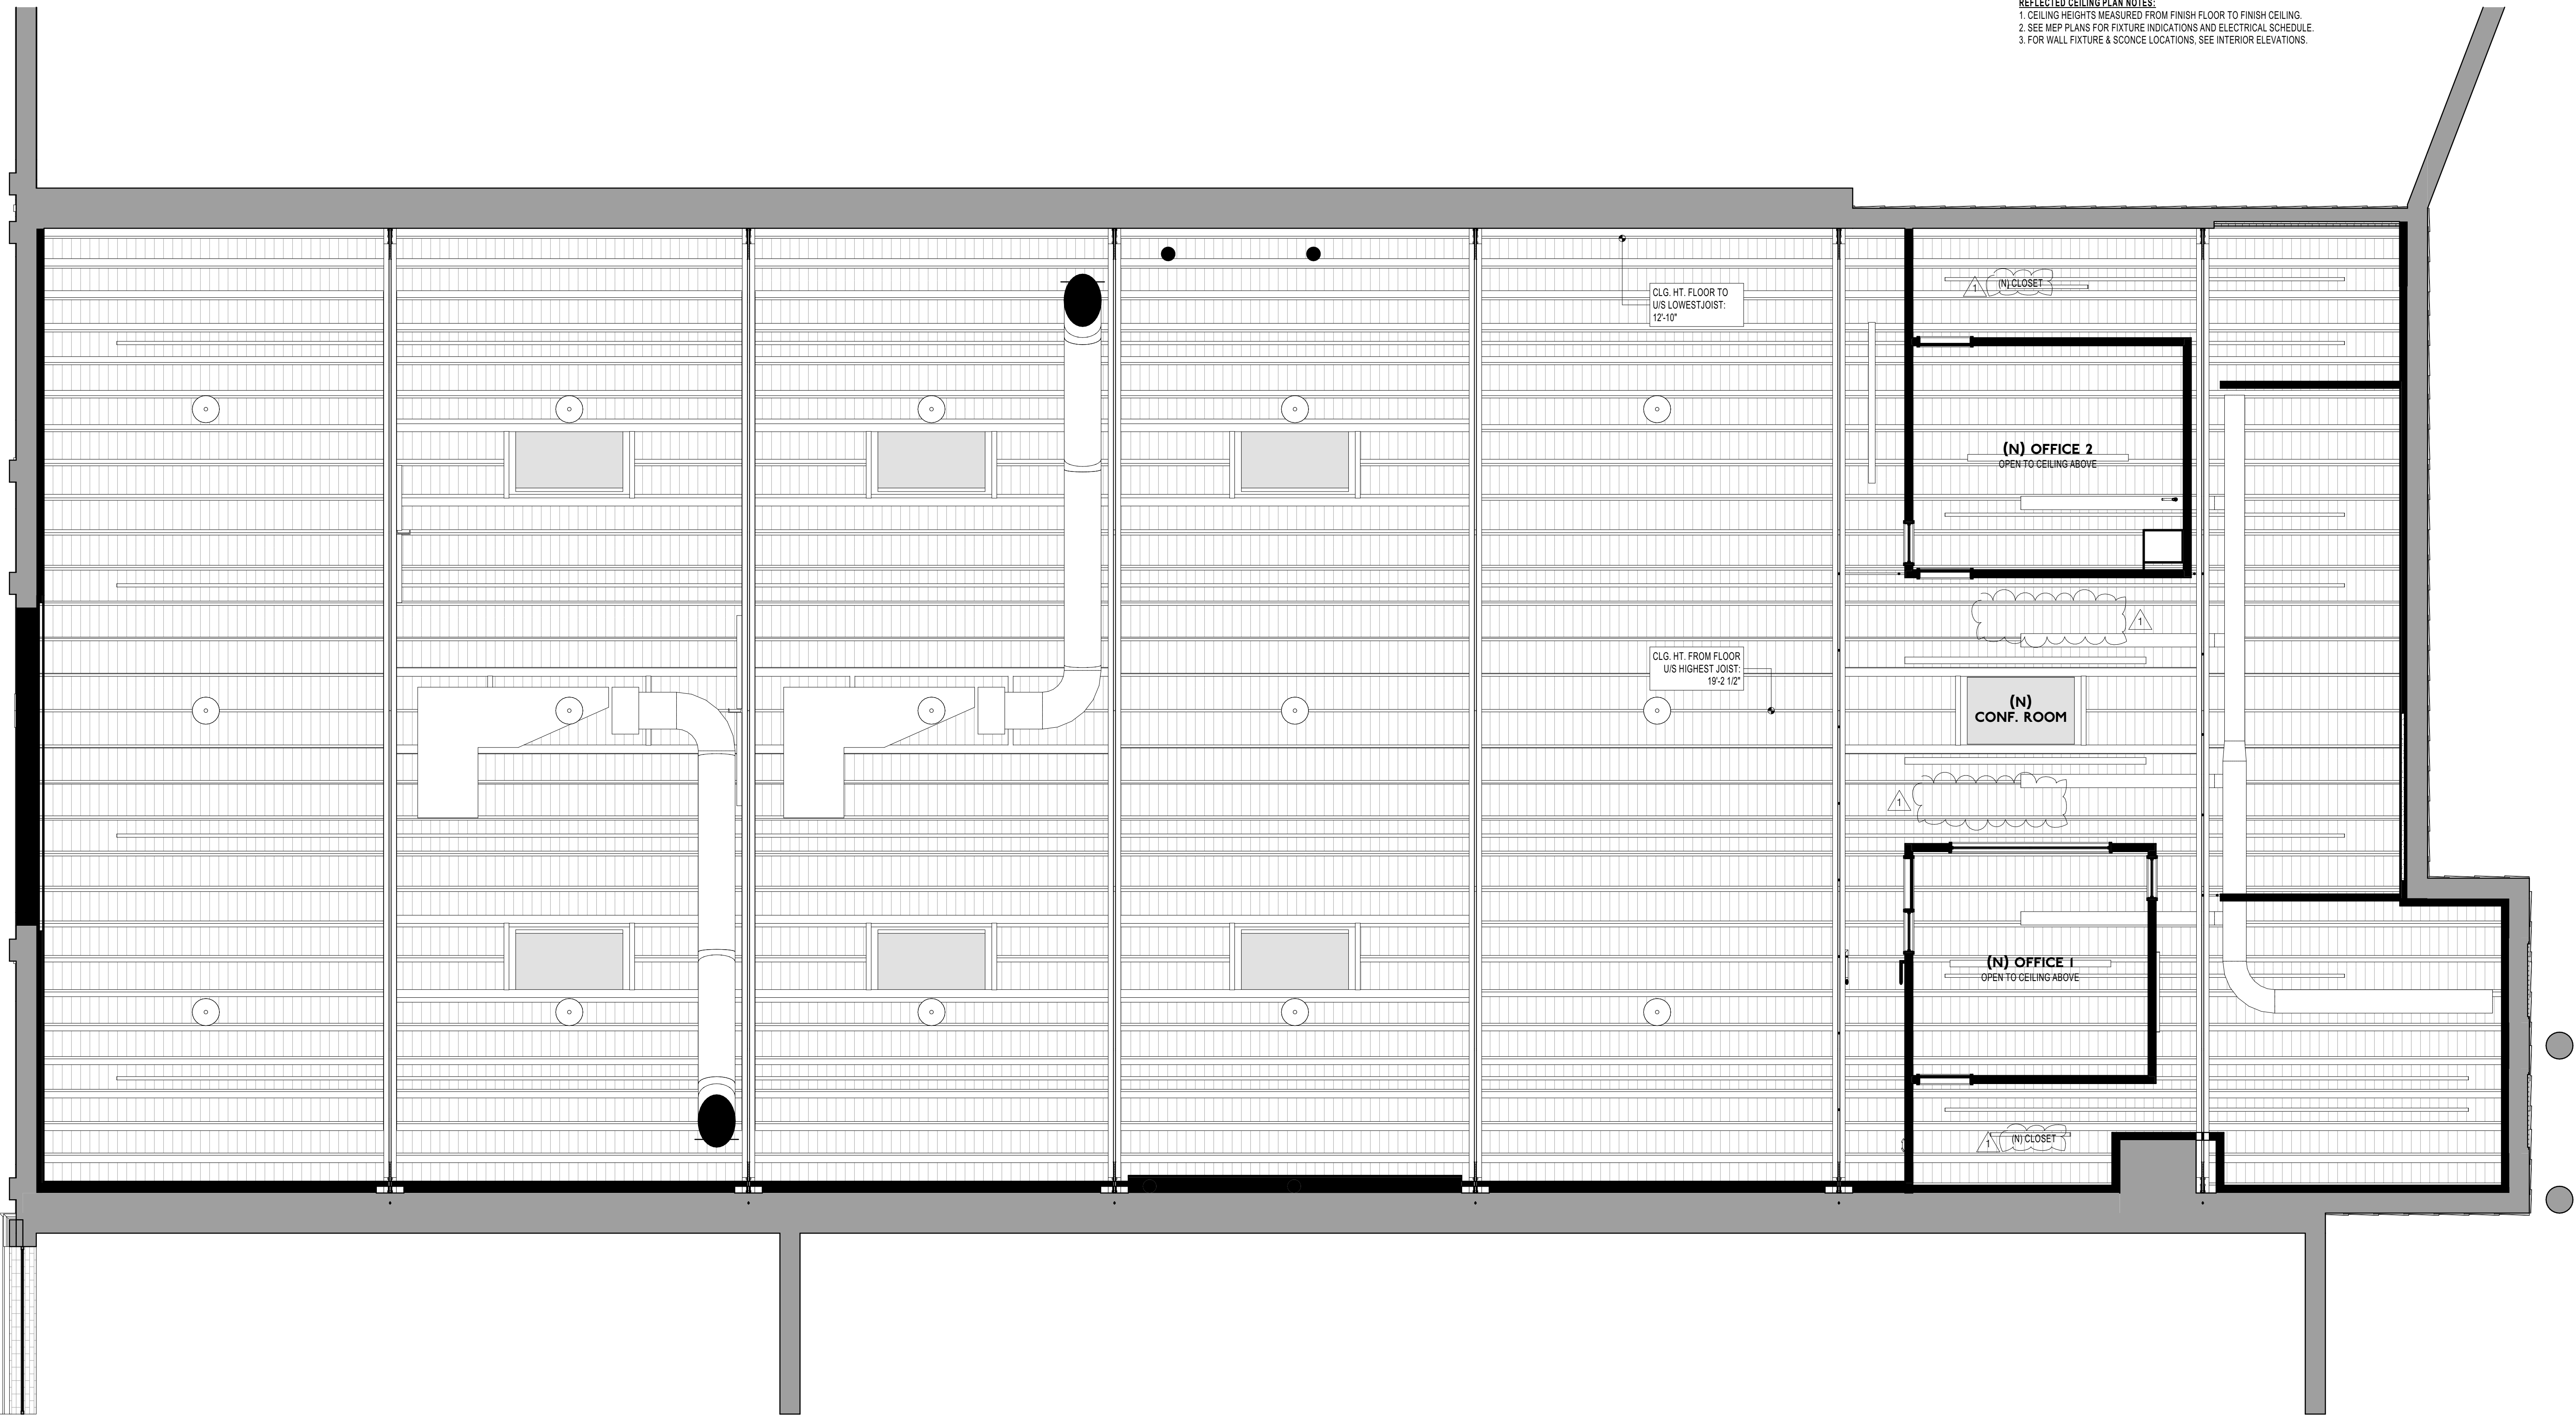 REFLECTED CEILING PLAN NOTES:
1. CEILING HEIGHTS MEASURED FROM FINISH FLOOR TO FINISH CEILING.
2. SEE MEP PLANS FOR FIXTURE INDICATIONS AND ELECTRICAL SCHEDULE.
3. FOR WALL FIXTURE & SCONCE LOCATIONS, SEE INTERIOR ELEVATIONS.
1
(N) CLOSET
CLG. HT. FLOOR TO
U/S LOWESTJOIST:
12'-10"
(N) OFFICE 2
OPEN TO CEILING ABOVE
1
CLG. HT. FROM FLOOR
U/S HIGHEST JOIST:
19'-2 1/2"
(N)
CONF. ROOM
1
(N) OFFICE 1
OPEN TO CEILING ABOVE
1
(N) CLOSET